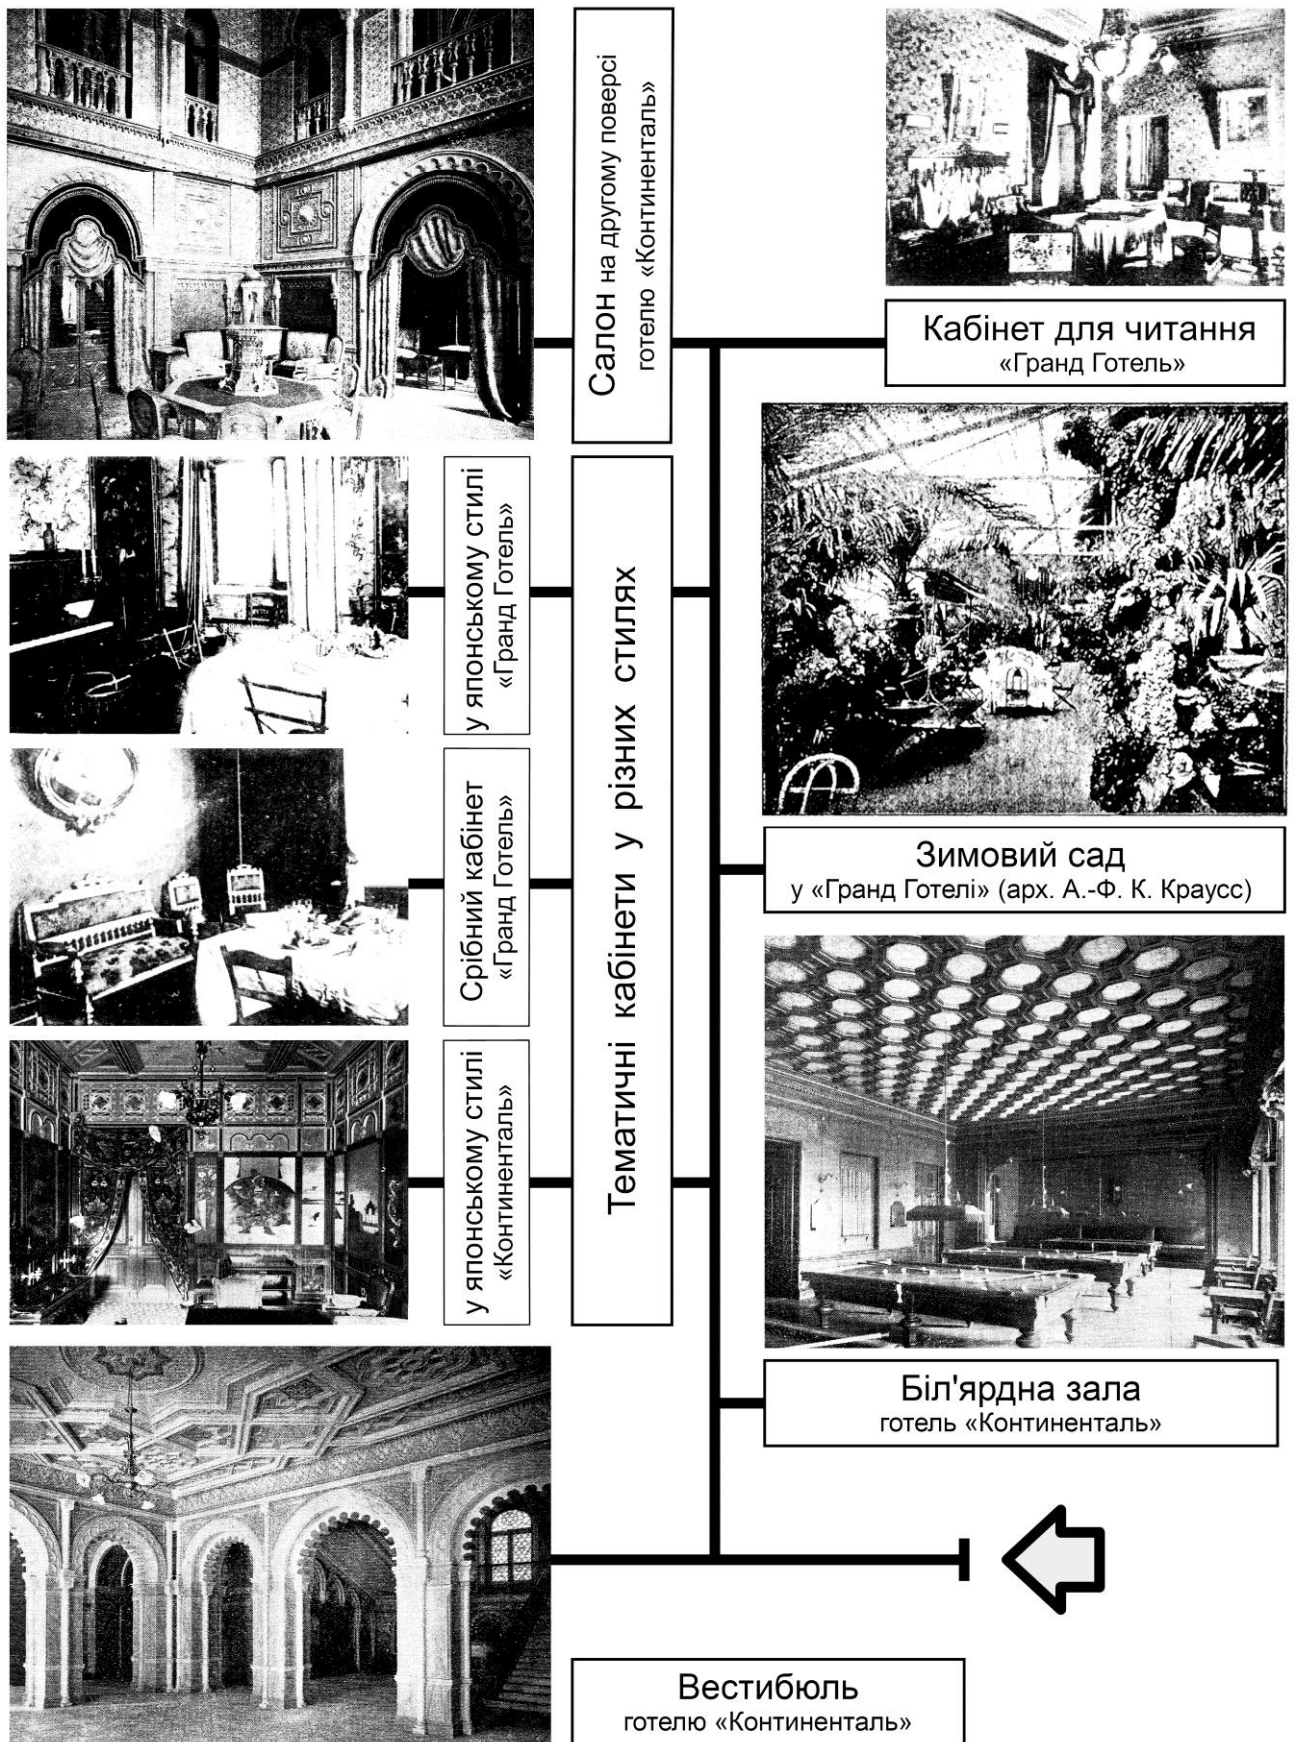 Салон на другому поверсі
готелю «Континенталь»
Кабінет для читання
«Гранд Готель»
у японському стилі
«Гранд Готель»
Срібний кабінет
«Гранд Готель»
у японському стилі
«Континенталь»
Тематичні кабінети у різних стилях
Зимовий сад
у «Гранд Готелі» (арх. А.-Ф. К. Краусс)
Біл'ярдна зала
готель «Континенталь»
Вестибюль
готелю «Континенталь»